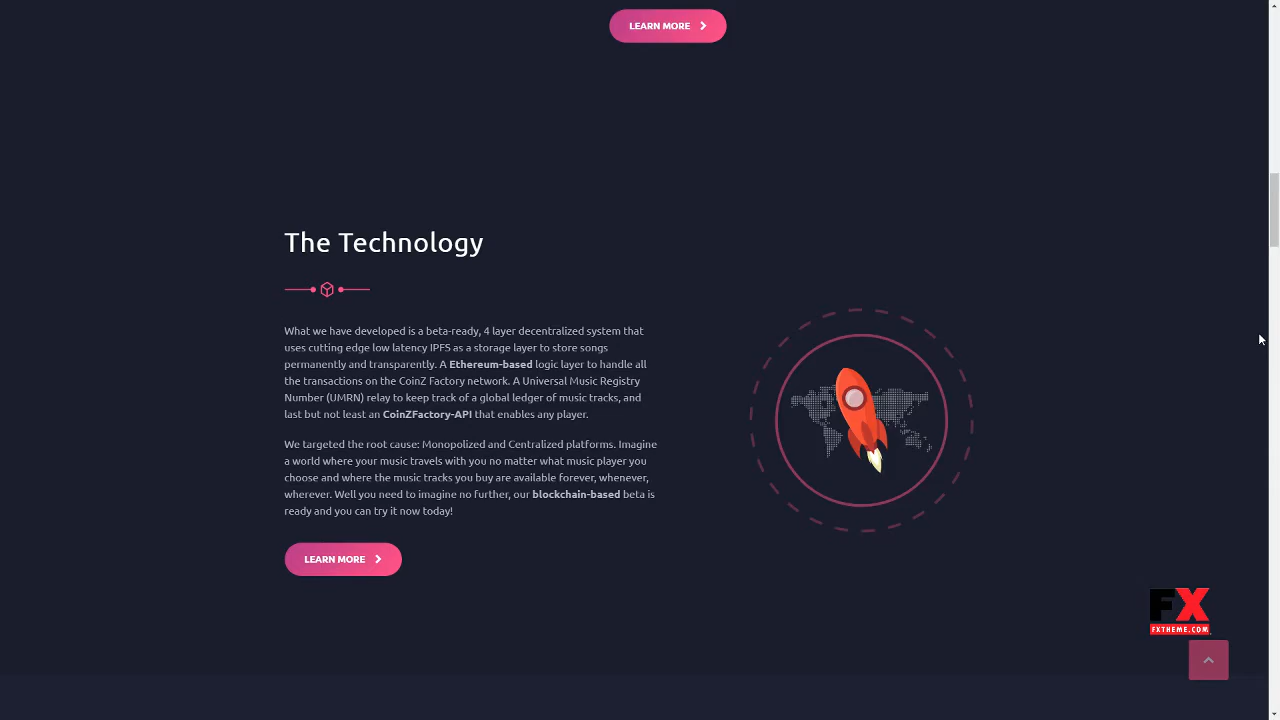 LEARN MORE
The Technology
What we have developed is a beta-ready, 4 layer decentralized system that
uses cutting edge low latency IPFS as a storage layer to store songs
permanently and transparently. A Ethereum-based logic layer to handle all
the transactions on the CoinZ Factory network. A Universal Music Registry
Number (UMRN) relay to keep track of a global ledger of music tracks, and
last but not least an CoinZFactory-API that enables any player.
We targeted the root cause: Monopolized and Centralized platforms. Imagine
a world where your music travels with you no matter what music player you
choose and where the music tracks you buy are available forever, whenever,
wherever. Well you need to imagine no further, our blockchain-based beta is
ready and you can try it now today!
LEARN MORE
FX
FXTHEME.COM